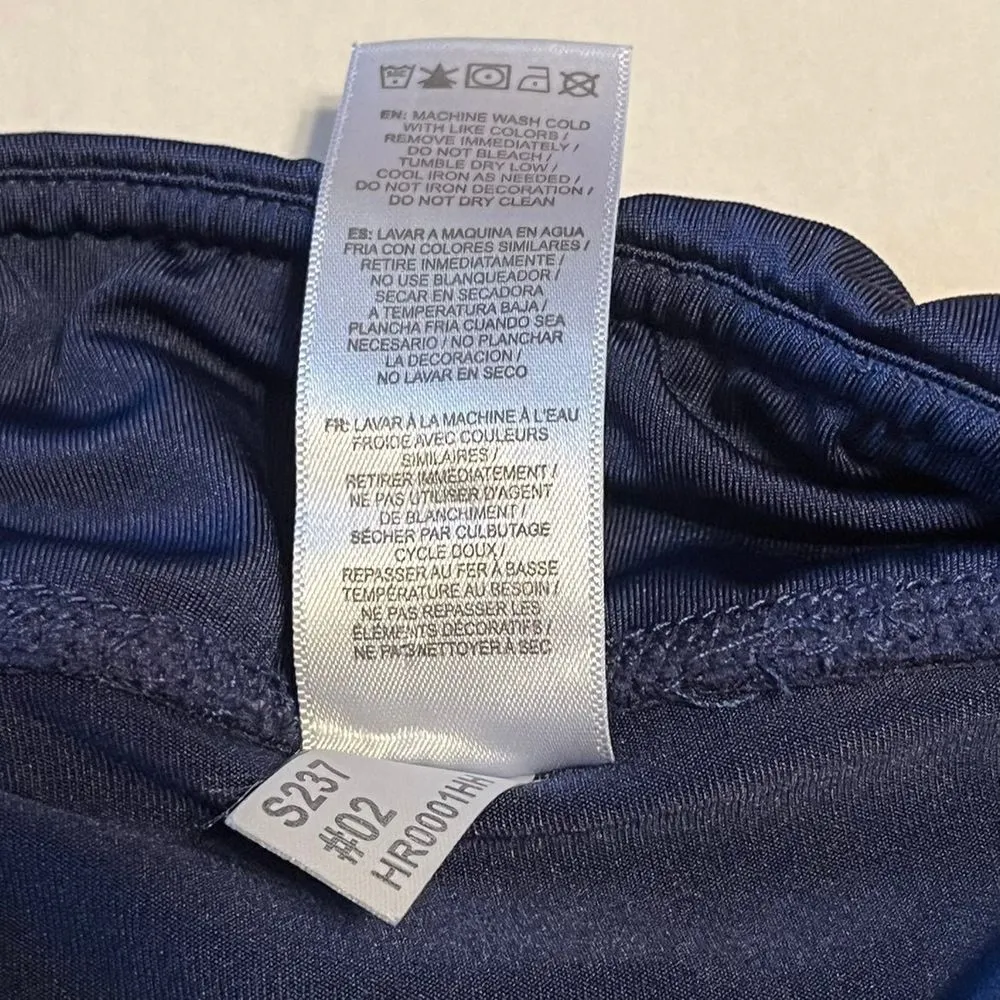 EN: MACHINE WASH COLD
WITH LIKE COLORS /
REMOVE IMMEDIATELY /
DO NOT BLEACH /
TUMBLE DRY LOW /
COOL IRON AS NEEDED /
DO NOT IRON DECORATION /
DO NOT DRY CLEAN
ES: LAVAR A MAQUINA EN AGUA
FRIA CON COLORES SIMILARES /
RETIRE INMEDIATAMENTE /
NO USE BLANQUEADOR /
SECAR EN SECADORA
A TEMPERATURA BAJA /
PLANCHA FRIA CUANDO SEA
NECESARIO / NO PLANCHAR
LA DECORACION /
NO LAVAR EN SECO
FR: LAVAR À LA MACHINE À L'EAU
FROIDE AVEC COULEURS
SIMILAIRES /
RETIRER IMMÉDIATEMENT /
NE PAS UTILISER D'AGENT
DE BLANCHIMENT /
SÉCHER PAR CULBUTAGE
CYCLE DOUX /
REPASSER AU FER À BASSE
TEMPÉRATURE AU BESOIN /
NE PAS REPASSER LES
ÉLÉMENTS DÉCORATIFS /
NE PAS NETTOYER À SEC
S237
#02
HR0001HH